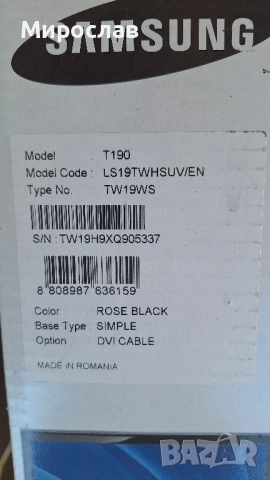 Мирослав
SAMSUNG
Model : T190
Model Code : LS19TWHSUV/EN
Type No. TW19WS
S/N : TW19H9XQ905337
8 808987 636159
Color : ROSE BLACK
Base Type : SIMPLE
Option : DVI CABLE
MADE IN ROMANIA
BAZAR